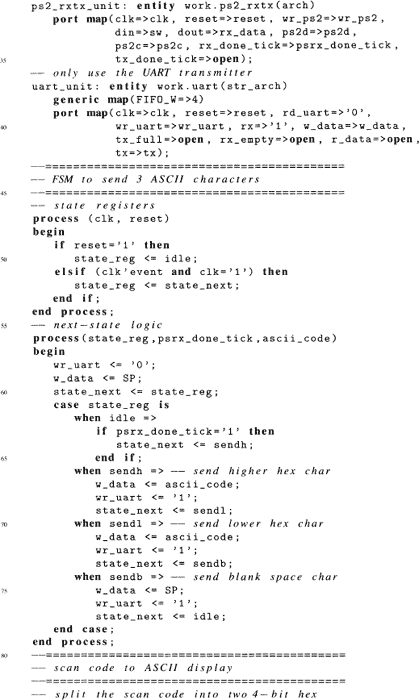 ps2_rxtx_unit: entity work.ps2_rxtx(arch)
port map(clk=>clk, reset=>reset, wr_ps2=>wr_ps2,
din=>sw, dout=>rx_data, ps2d=>ps2d,
ps2c=>ps2c, rx_done_tick=>psrx_done_tick,
35 tx_done_tick=>open);
-- only use the UART transmitter
uart_unit: entity work.uart(str_arch)
generic map(FIFO_W=>4)
port map(clk=>clk, reset=>reset, rd_uart=>'0',
40 wr_uart=>wr_uart, rx=>'1', w_data=>w_data,
tx_full=>open, rx_empty=>open, r_data=>open,
tx=>tx);
--=========================================
-- FSM to send 3 ASCII characters
45 --=========================================
-- state registers
process (clk, reset)
begin
if reset='1' then
50 state_reg <= idle;
elsif (clk'event and clk='1') then
state_reg <= state_next;
end if;
end process;
55 -- next-state logic
process(state_reg,psrx_done_tick,ascii_code)
begin
wr_uart <= '0';
w_data <= SP;
60 state_next <= state_reg;
case state_reg is
when idle =>
if psrx_done_tick='1' then
state_next <= sendh;
65 end if;
when sendh => -- send higher hex char
w_data <= ascii_code;
wr_uart <= '1';
state_next <= sendl;
70 when sendl => -- send lower hex char
w_data <= ascii_code;
wr_uart <= '1';
state_next <= sendb;
when sendb => -- send blank space char
75 w_data <= SP;
wr_uart <= '1';
state_next <= idle;
end case;
end process;
80 --=========================================
-- scan code to ASCII display
--=========================================
-- split the scan code into two 4-bit hex